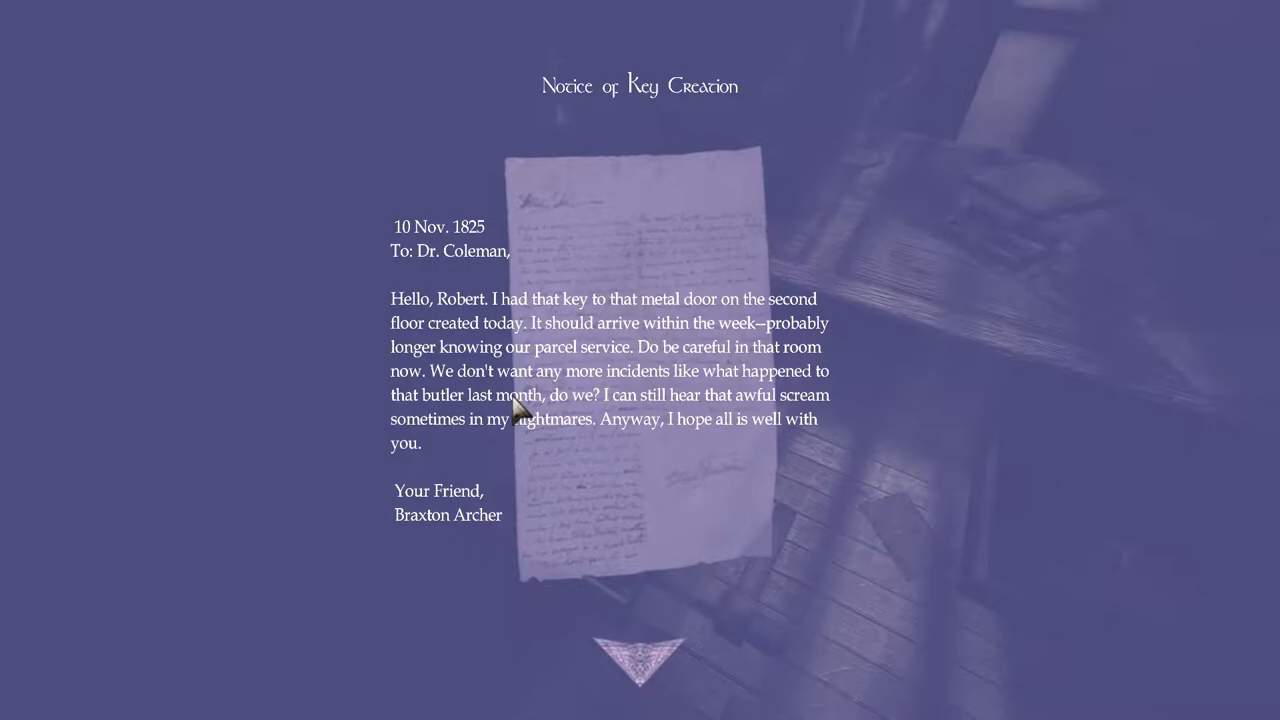 Notice of Key Creation
10 Nov. 1825
To: Dr. Coleman,
Hello, Robert. I had that key to that metal door on the second
floor created today. It should arrive within the week—probably
longer knowing our parcel service. Do be careful in that room
now. We don't want any more incidents like what happened to
that butler last month, do we? I can still hear that awful scream
sometimes in my nightmares. Anyway, I hope all is well with
you.
Your Friend,
Braxton Archer